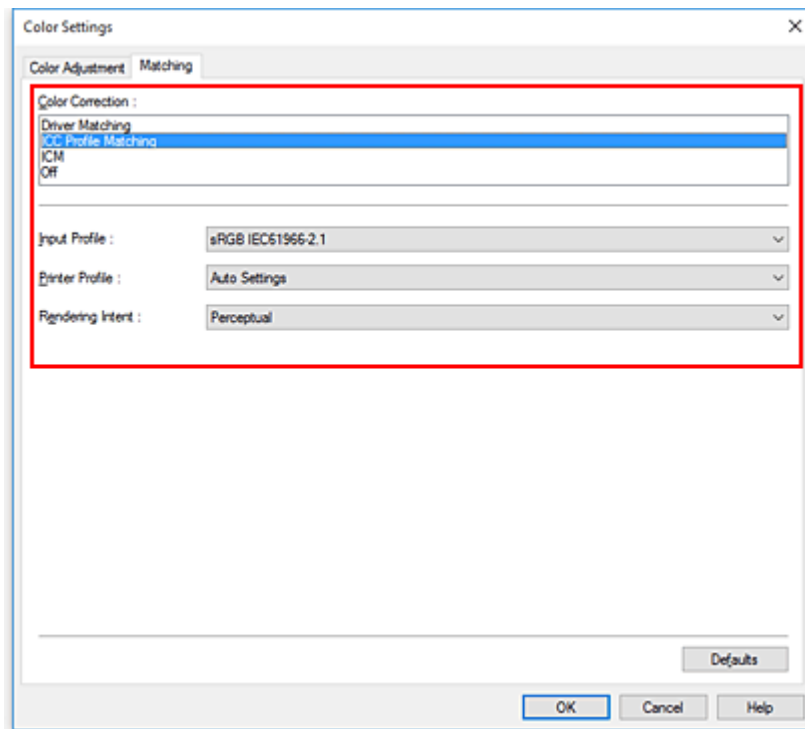 Color Settings
Color Adjustment Matching
Color Correction :
Driver Matching
ICC Profile Matching
ICM
Off
Input Profile : sRGB IEC61966-2.1
Printer Profile : Auto Settings
Rendering Intent : Perceptual
Defaults
OK Cancel Help